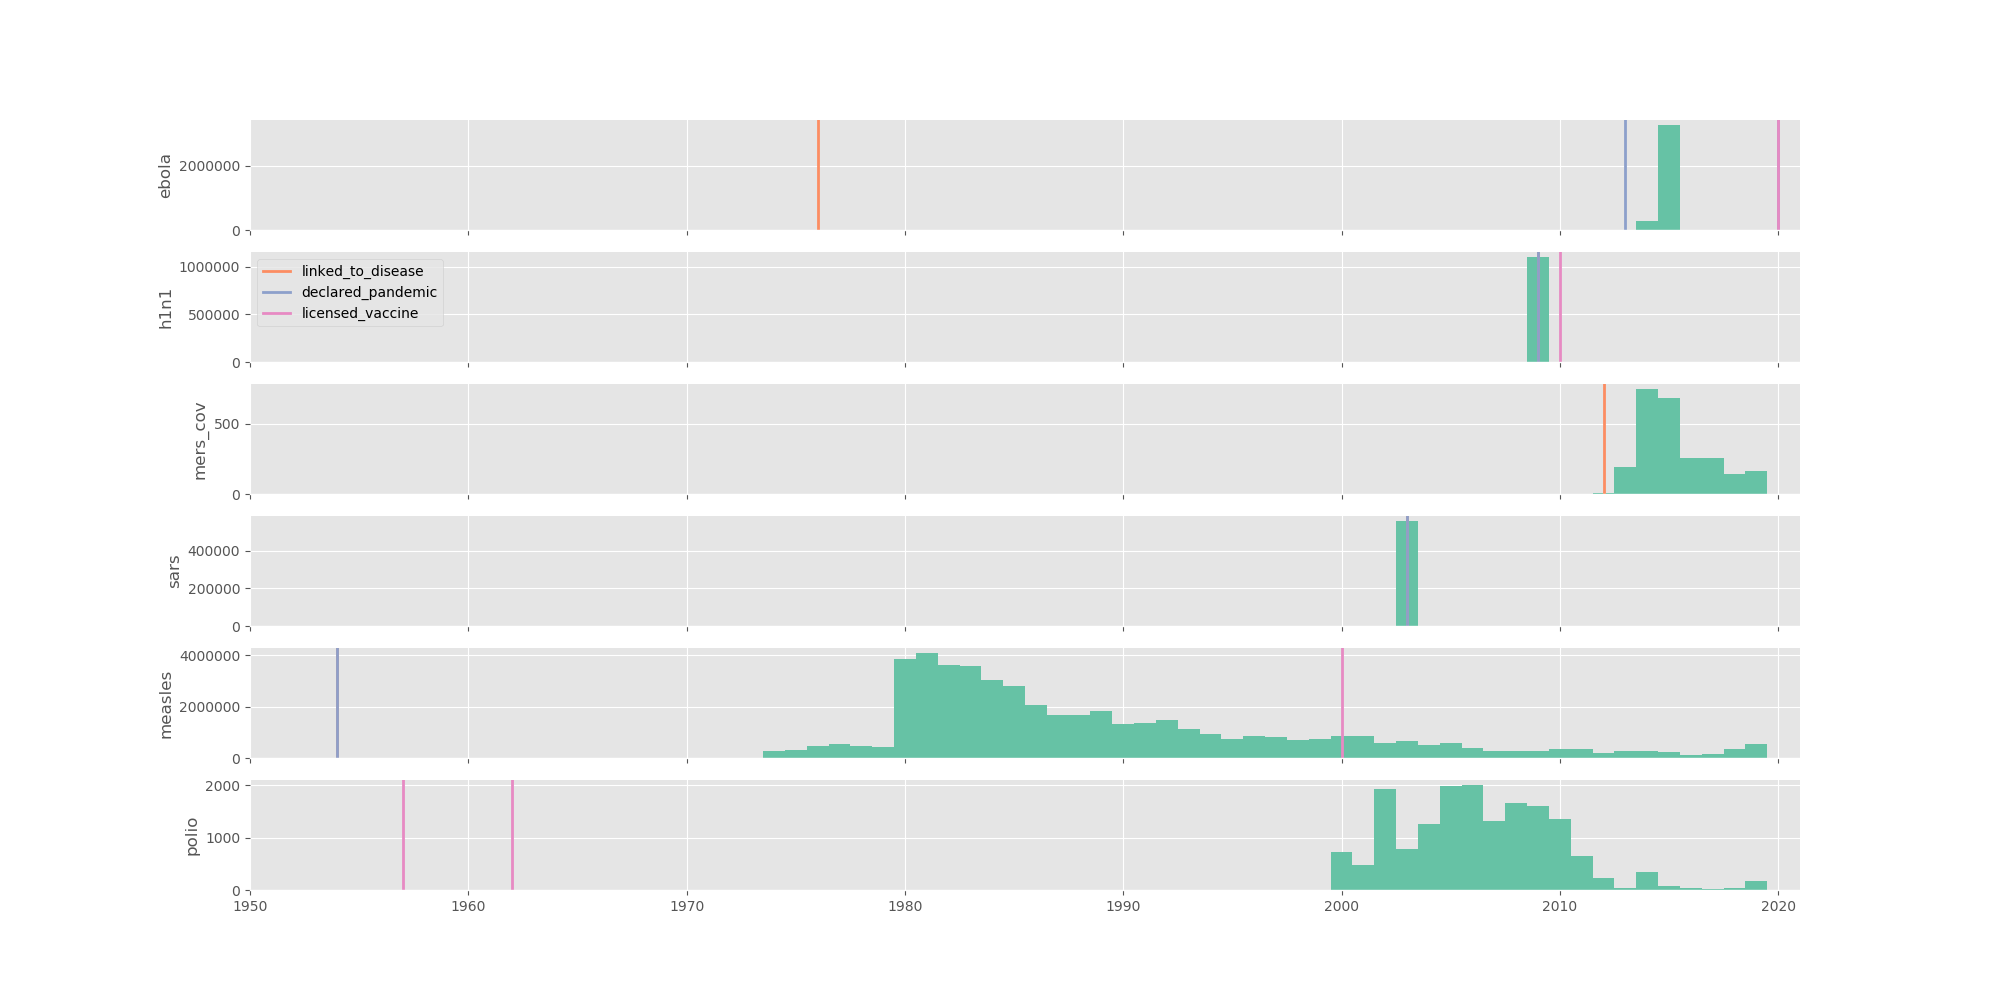 ebola
2000000
0
h1n1
1000000
500000
0
linked_to_disease
declared_pandemic
licensed_vaccine
mers_cov
500
0
sars
400000
200000
0
measles
4000000
2000000
0
polio
2000
1000
0
1950 1960 1970 1980 1990 2000 2010 2020